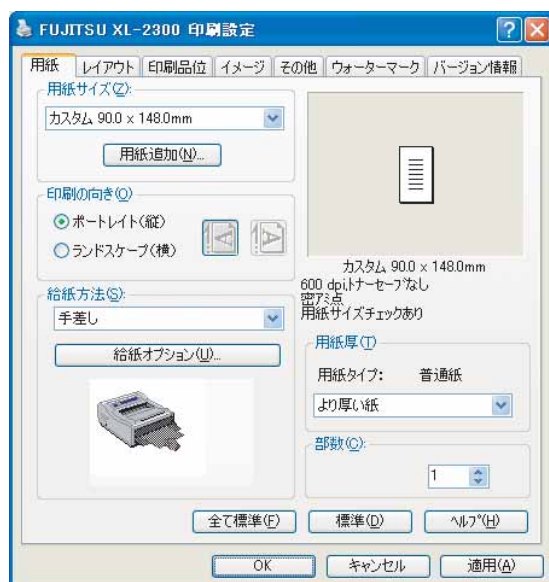 FUJITSU XL-2300 印刷設定
用紙 レイアウト 印刷品位 イメージ その他 ウォーターマーク バージョン情報
用紙サイズ(Z):
カスタム 90.0 x 148.0mm
用紙追加(N)...
印刷の向き(O)
ポートレイト(縦)
ランドスケープ(横)
給紙方法(S):
手差し
給紙オプション(U)...
カスタム 90.0 x 148.0mm
600 dpi,トナーセーブなし
密アミ点
用紙サイズチェックあり
用紙厚(T)
用紙タイプ: 普通紙
より厚い紙
部数(C):
1
全て標準(F) 標準(D) ヘルプ(H)
OK キャンセル 適用(A)